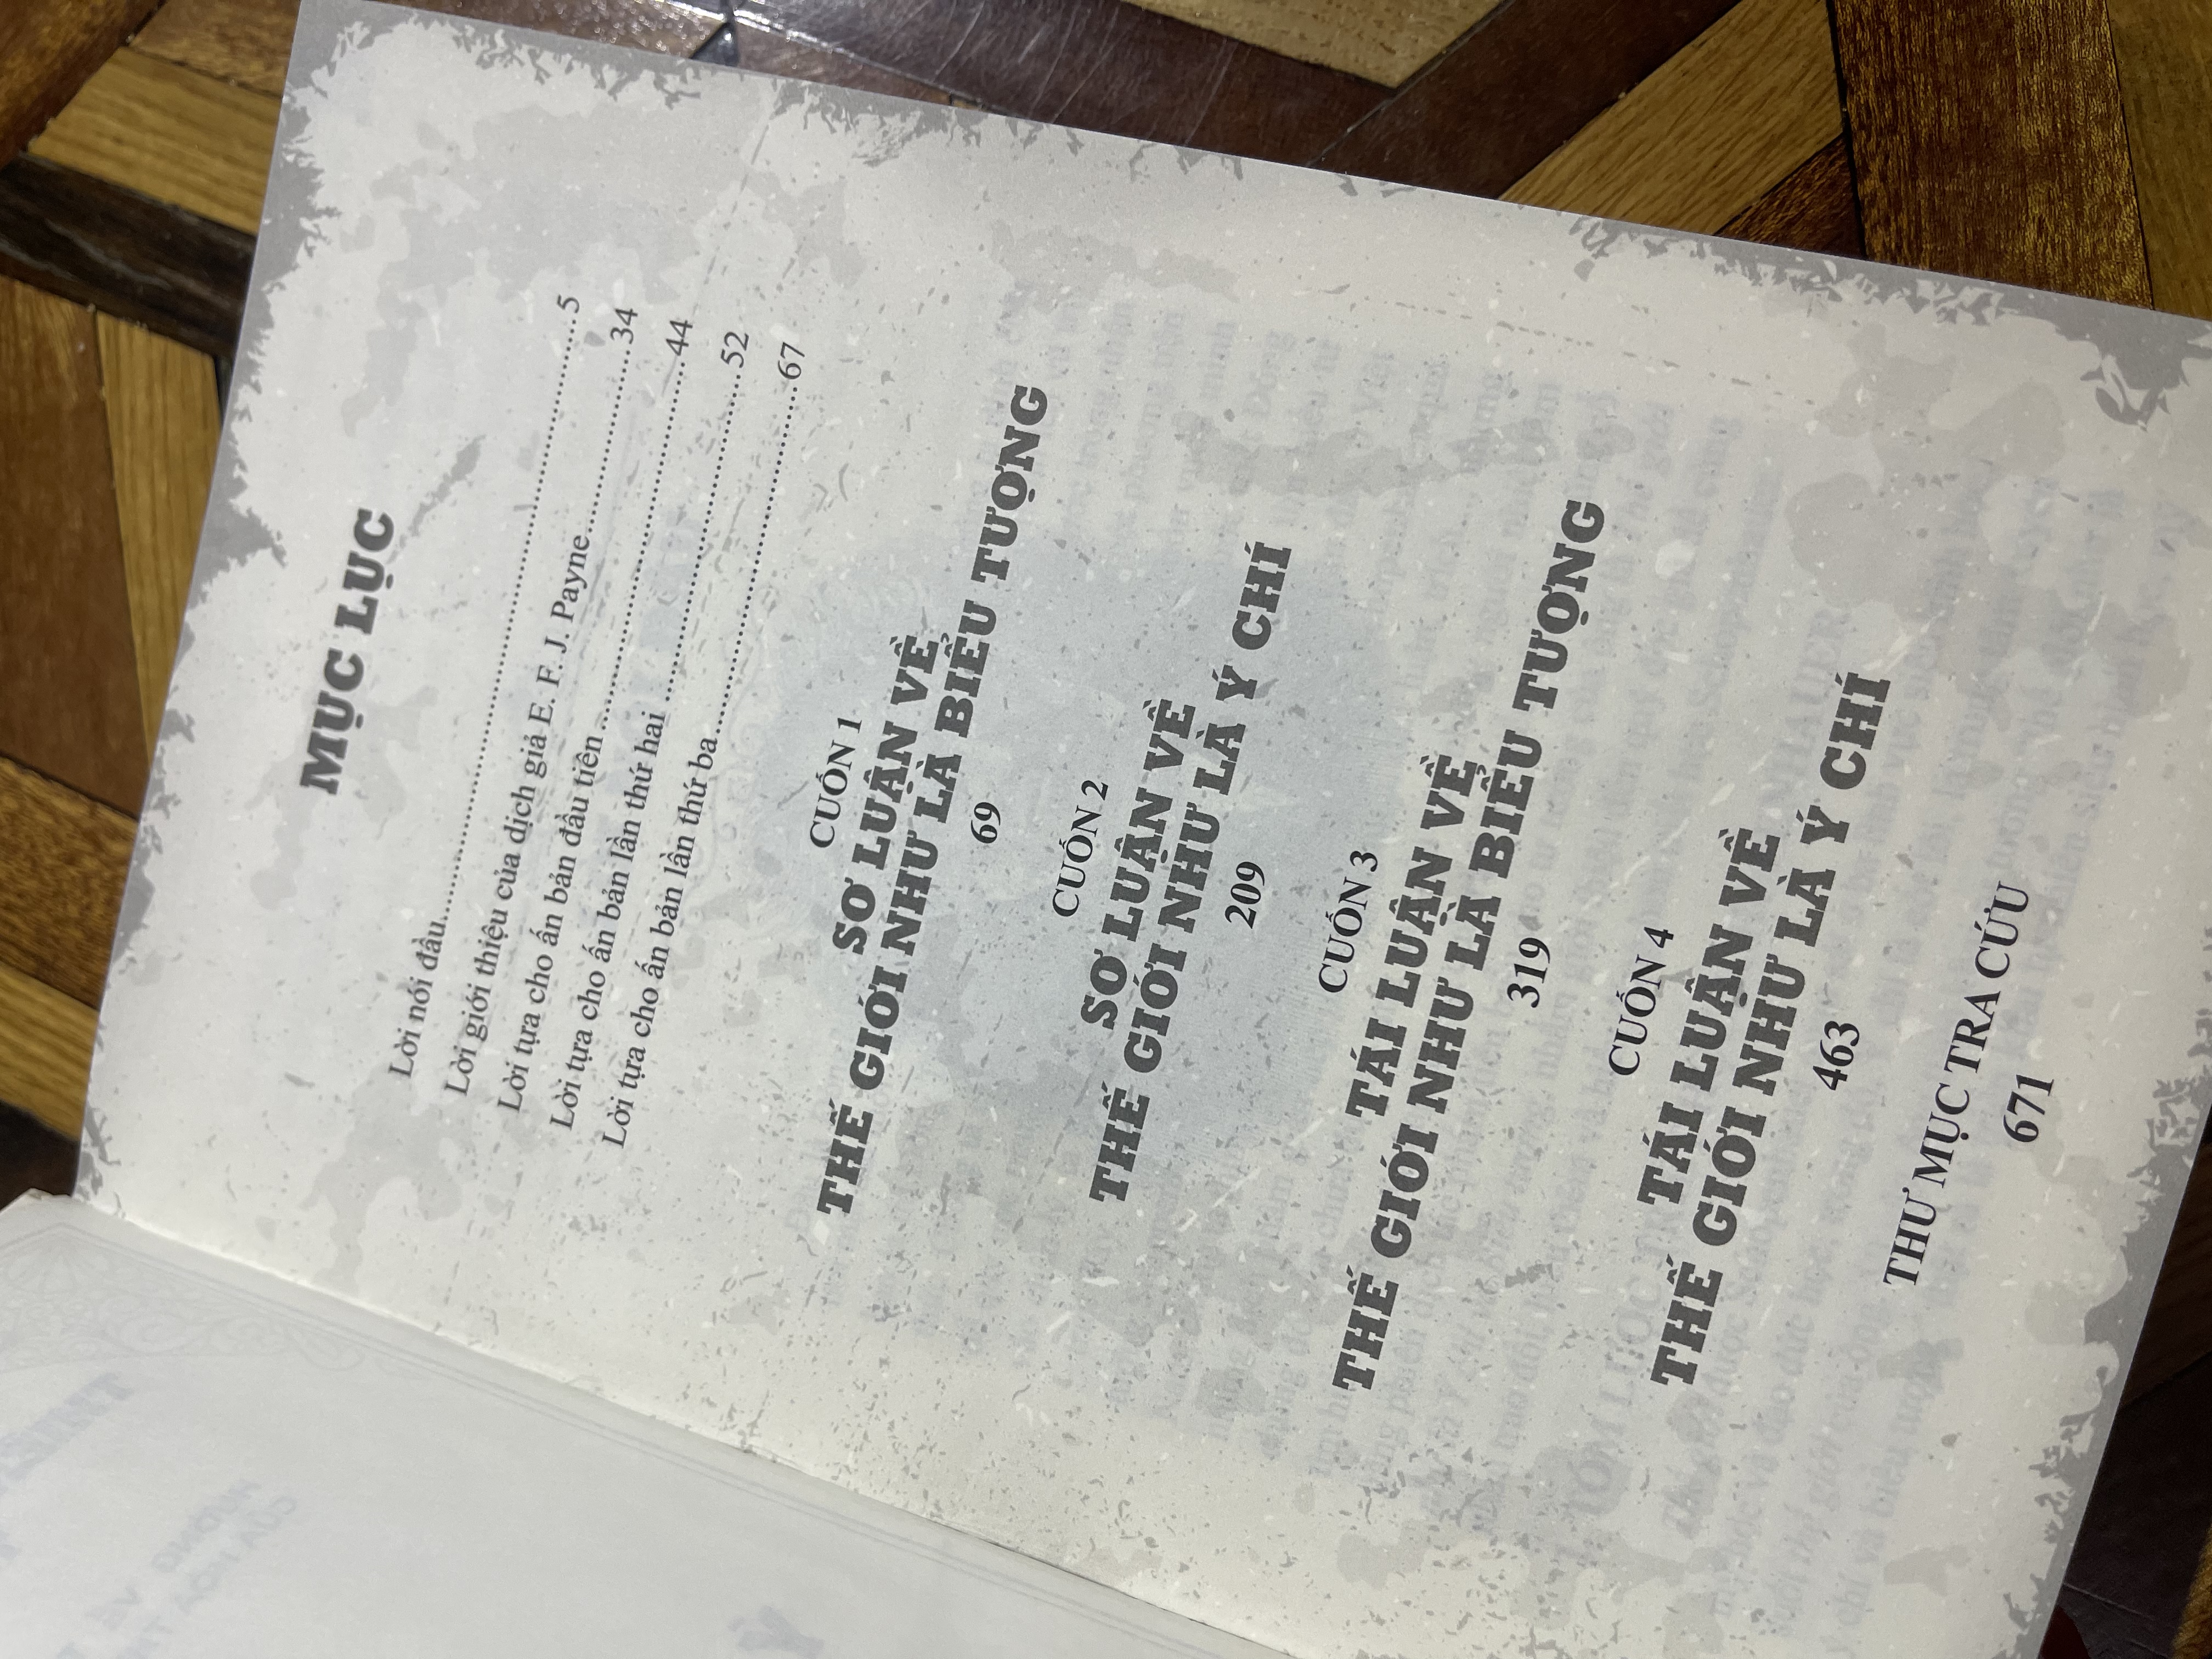 MỤC LỤC
Lời nói đầu..........................................................................5
Lời giới thiệu của dịch giả E. F. J. Payne........................34
Lời tựa cho ấn bản đầu tiên..............................................44
Lời tựa cho ấn bản lần thứ hai..........................................52
Lời tựa cho ấn bản lần thứ ba............................................67
CUỐN 1
SƠ LUẬN VỀ
THẾ GIỚI NHƯ LÀ BIỂU TƯỢNG
69
CUỐN 2
SƠ LUẬN VỀ
THẾ GIỚI NHƯ LÀ Ý CHÍ
209
CUỐN 3
TÁI LUẬN VỀ
THẾ GIỚI NHƯ LÀ BIỂU TƯỢNG
319
CUỐN 4
TÁI LUẬN VỀ
THẾ GIỚI NHƯ LÀ Ý CHÍ
463
THƯ MỤC TRA CỨU
671